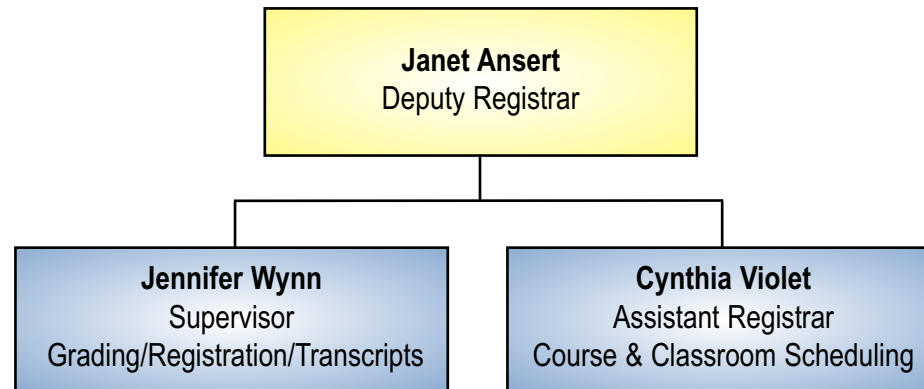 Janet Ansert
Deputy Registrar
Jennifer Wynn
Supervisor
Grading/Registration/Transcripts
Cynthia Violet
Assistant Registrar
Course & Classroom Scheduling